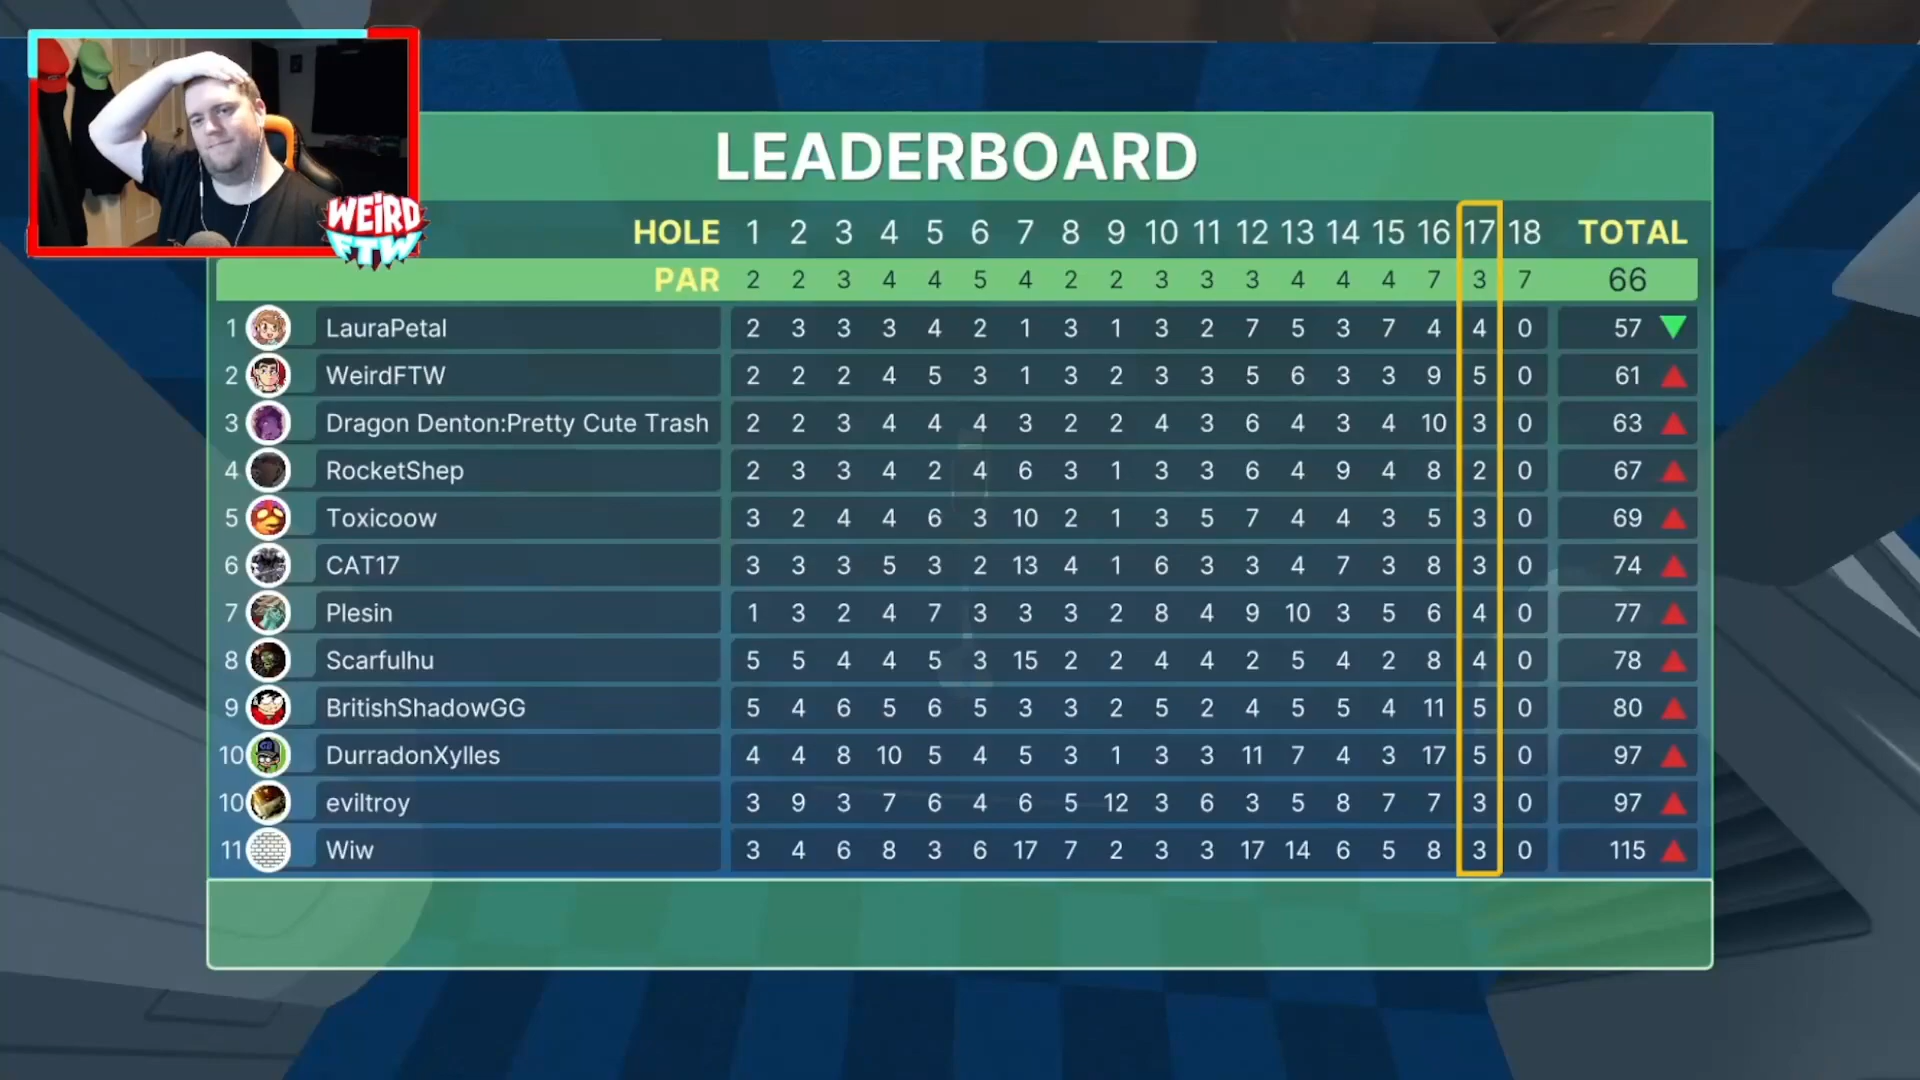 WEiRD
FTW
LEADERBOARD
HOLE 1 2 3 4 5 6 7 8 9 10 11 12 13 14 15 16 17 18 TOTAL
PAR 2 2 3 4 4 5 4 2 2 3 3 3 4 4 4 7 3 7 66
1 LauraPetal 2 3 3 3 4 2 1 3 1 3 2 7 5 3 7 4 4 0 57
2 WeirdFTW 2 2 2 4 5 3 1 3 2 3 3 5 6 3 3 9 5 0 61
3 Dragon Denton:Pretty Cute Trash 2 2 3 4 4 4 3 2 2 4 3 6 4 3 4 10 3 0 63
4 RocketShep 2 3 3 4 2 4 6 3 1 3 3 6 4 9 4 8 2 0 67
5 Toxicoow 3 2 4 4 6 3 10 2 1 3 5 7 4 4 3 5 3 0 69
6 CAT17 3 3 3 5 3 2 13 4 1 6 3 3 4 7 3 8 3 0 74
7 Plesin 1 3 2 4 7 3 3 3 2 8 4 9 10 3 5 6 4 0 77
8 Scarfulhu 5 5 4 4 5 3 15 2 2 4 4 2 5 4 2 8 4 0 78
9 BritishShadowGG 5 4 6 5 6 5 3 3 2 5 2 4 5 5 4 11 5 0 80
10 DurradonXylles 4 4 8 10 5 4 5 3 1 3 3 11 7 4 3 17 5 0 97
10 eviltroy 3 9 3 7 6 4 6 5 12 3 6 3 5 8 7 7 3 0 97
11 Wiw 3 4 6 8 3 6 17 7 2 3 3 17 14 6 5 8 3 0 115